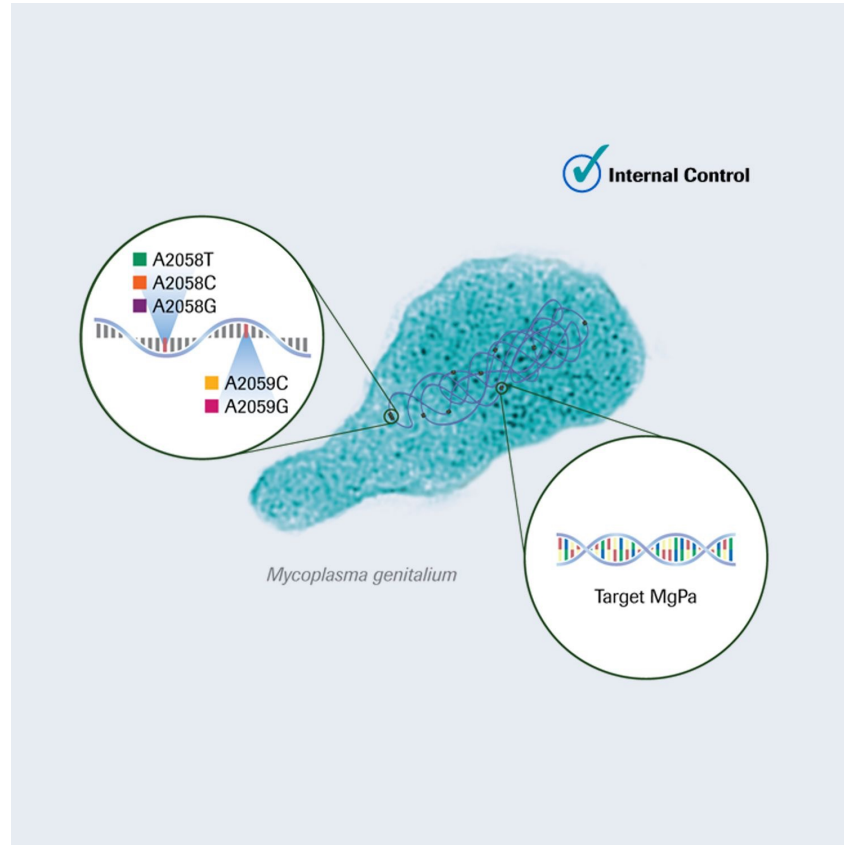 Internal Control
A2058T
A2058C
A2058G
A2059C
A2059G
Mycoplasma genitalium
Target MgPa